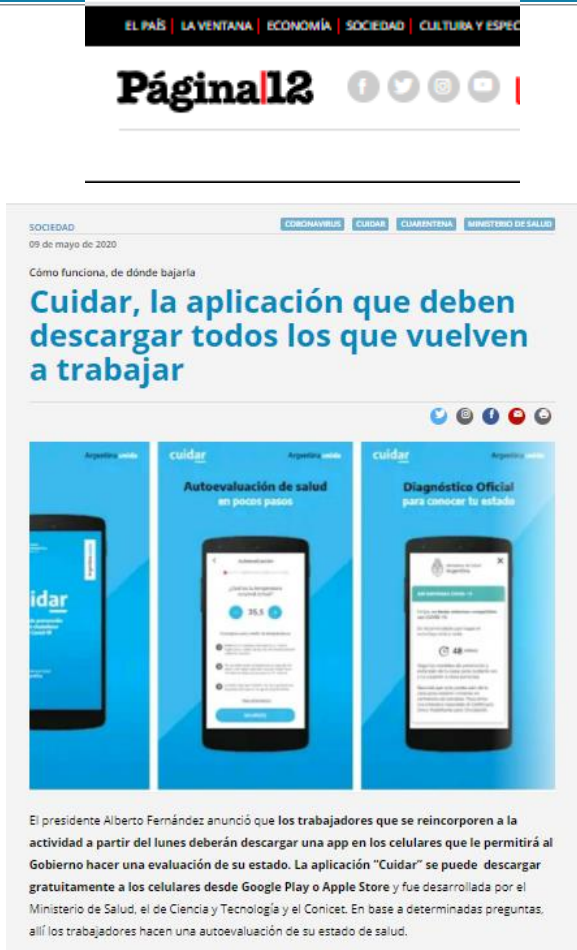 EL PAÍS | LA VENTANA | ECONOMÍA | SOCIEDAD | CULTURA Y ESPEC
Página|12
SOCIEDAD
CORONAVIRUS CUIDAR CUARENTENA MINISTERIO DE SALUD
09 de mayo de 2020
Cómo funciona, de dónde bajarla
Cuidar, la aplicación que deben
descargar todos los que vuelven
a trabajar
Argentina unida
cuidar Argentina unida
cuidar Argentina
Autoevaluación de salud
en pocos pasos
Diagnóstico Oficial
para conocer tu estado
idar
Autoevaluación
35.5
Argentina
48
El presidente Alberto Fernández anunció que los trabajadores que se reincorporen a la
actividad a partir del lunes deberán descargar una app en los celulares que le permitirá al
Gobierno hacer una evaluación de su estado. La aplicación "Cuidar" se puede descargar
gratuitamente a los celulares desde Google Play o Apple Store y fue desarrollada por el
Ministerio de Salud, el de Ciencia y Tecnología y el Conicet. En base a determinadas preguntas,
allí los trabajadores hacen una autoevaluación de su estado de salud.